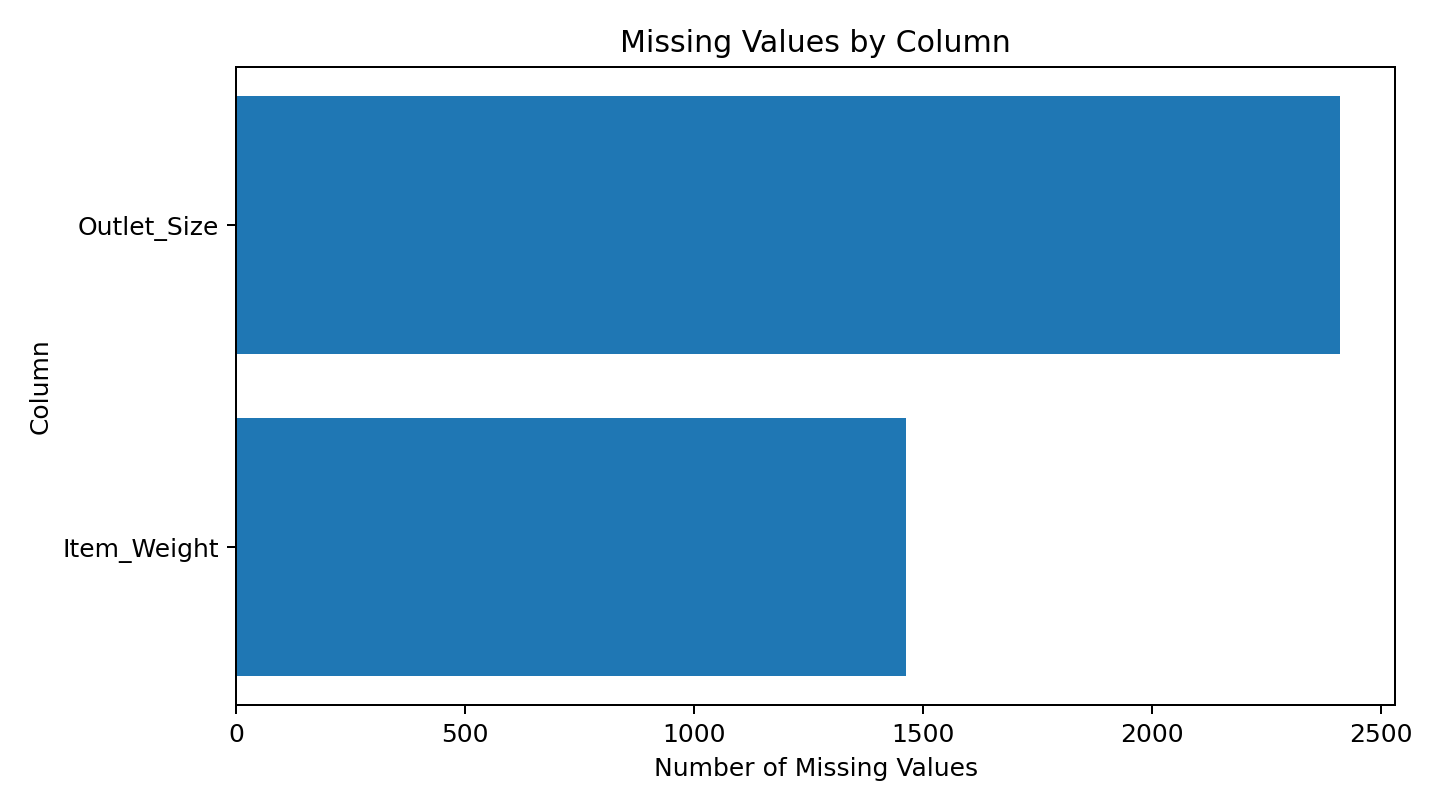 Missing Values by Column
Outlet_Size
Item_Weight
Column
0 500 1000 1500 2000 2500
Number of Missing Values